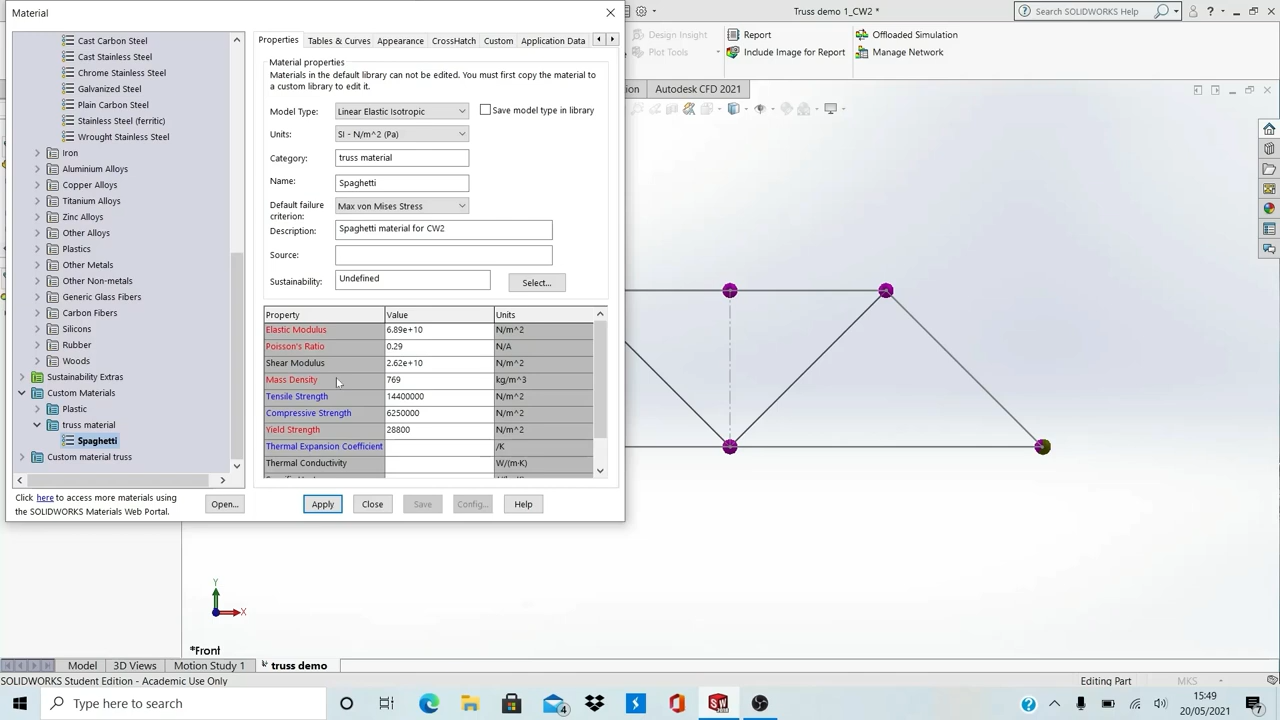 Material
Truss demo 1_CW2 *
Search SOLIDWORKS Help
Cast Carbon Steel
Cast Stainless Steel
Chrome Stainless Steel
Galvanized Steel
Plain Carbon Steel
Stainless Steel (ferritic)
Wrought Stainless Steel
Iron
Aluminium Alloys
Copper Alloys
Titanium Alloys
Zinc Alloys
Other Alloys
Plastics
Other Metals
Other Non-metals
Generic Glass Fibers
Carbon Fibers
Silicons
Rubber
Woods
Sustainability Extras
Custom Materials
Plastic
truss material
Spaghetti
Custom material truss
Click here to access more materials using
the SOLIDWORKS Materials Web Portal.
Open...
Properties
Tables & Curves
Appearance
CrossHatch
Custom
Application Data
Material properties
Materials in the default library can not be edited. You must first copy the material to
a custom library to edit it.
Model Type: Linear Elastic Isotropic
Save model type in library
Units: SI - N/m^2 (Pa)
Category: truss material
Name: Spaghetti
Default failure
criterion: Max von Mises Stress
Description: Spaghetti material for CW2
Source:
Sustainability: Undefined
Select...
Property Value Units
Elastic Modulus 6.89e+10 N/m^2
Poisson's Ratio 0.29 N/A
Shear Modulus 2.62e+10 N/m^2
Mass Density 769 kg/m^3
Tensile Strength 14400000 N/m^2
Compressive Strength 6250000 N/m^2
Yield Strength 28800 N/m^2
Thermal Expansion Coefficient /K
Thermal Conductivity W/(m·K)
Apply
Close
Save
Config...
Help
Design Insight
Plot Tools
Report
Include Image for Report
Offloaded Simulation
Manage Network
ion
Autodesk CFD 2021
Y
X
*Front
Model
3D Views
Motion Study 1
truss demo
SOLIDWORKS Student Edition - Academic Use Only
Editing Part
MKS
Type here to search
4
15:49
20/05/2021
7